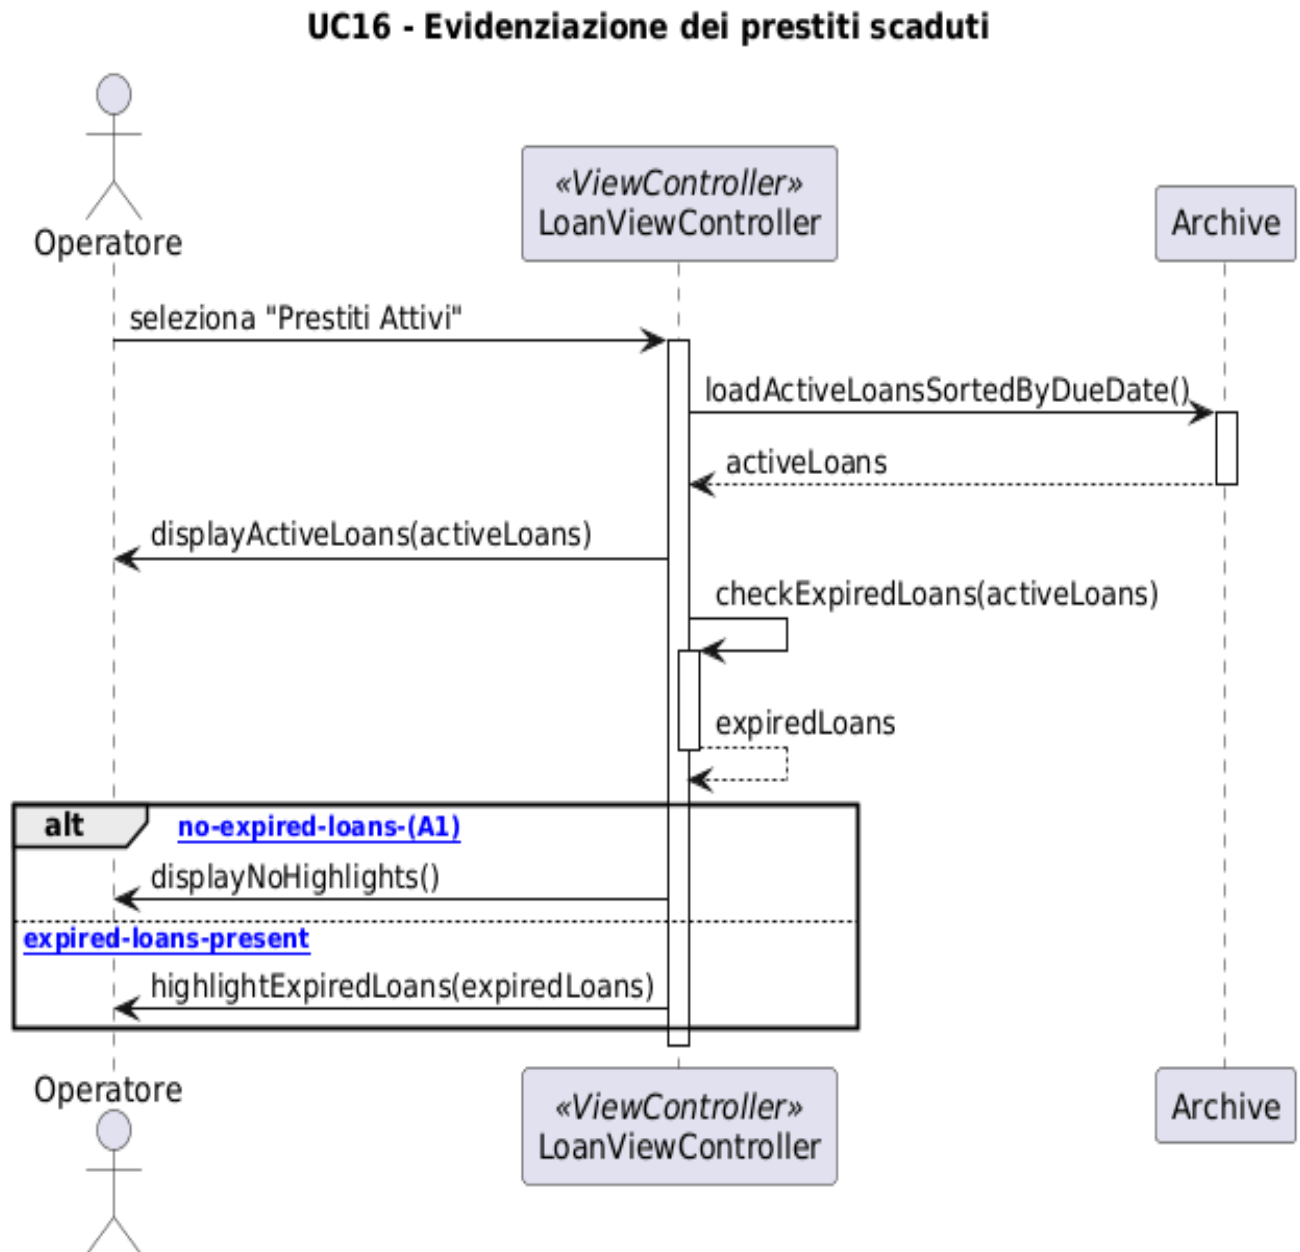 UC16 - Evidenziazione dei prestiti scaduti
«ViewController»
LoanViewController
Archive
Operatore
seleziona "Prestiti Attivi"
loadActiveLoansSortedByDueDate()
activeLoans
displayActiveLoans(activeLoans)
checkExpiredLoans(activeLoans)
expiredLoans
alt no-expired-loans-(A1)
displayNoHighlights()
expired-loans-present
highlightExpiredLoans(expiredLoans)
Operatore
«ViewController»
LoanViewController
Archive